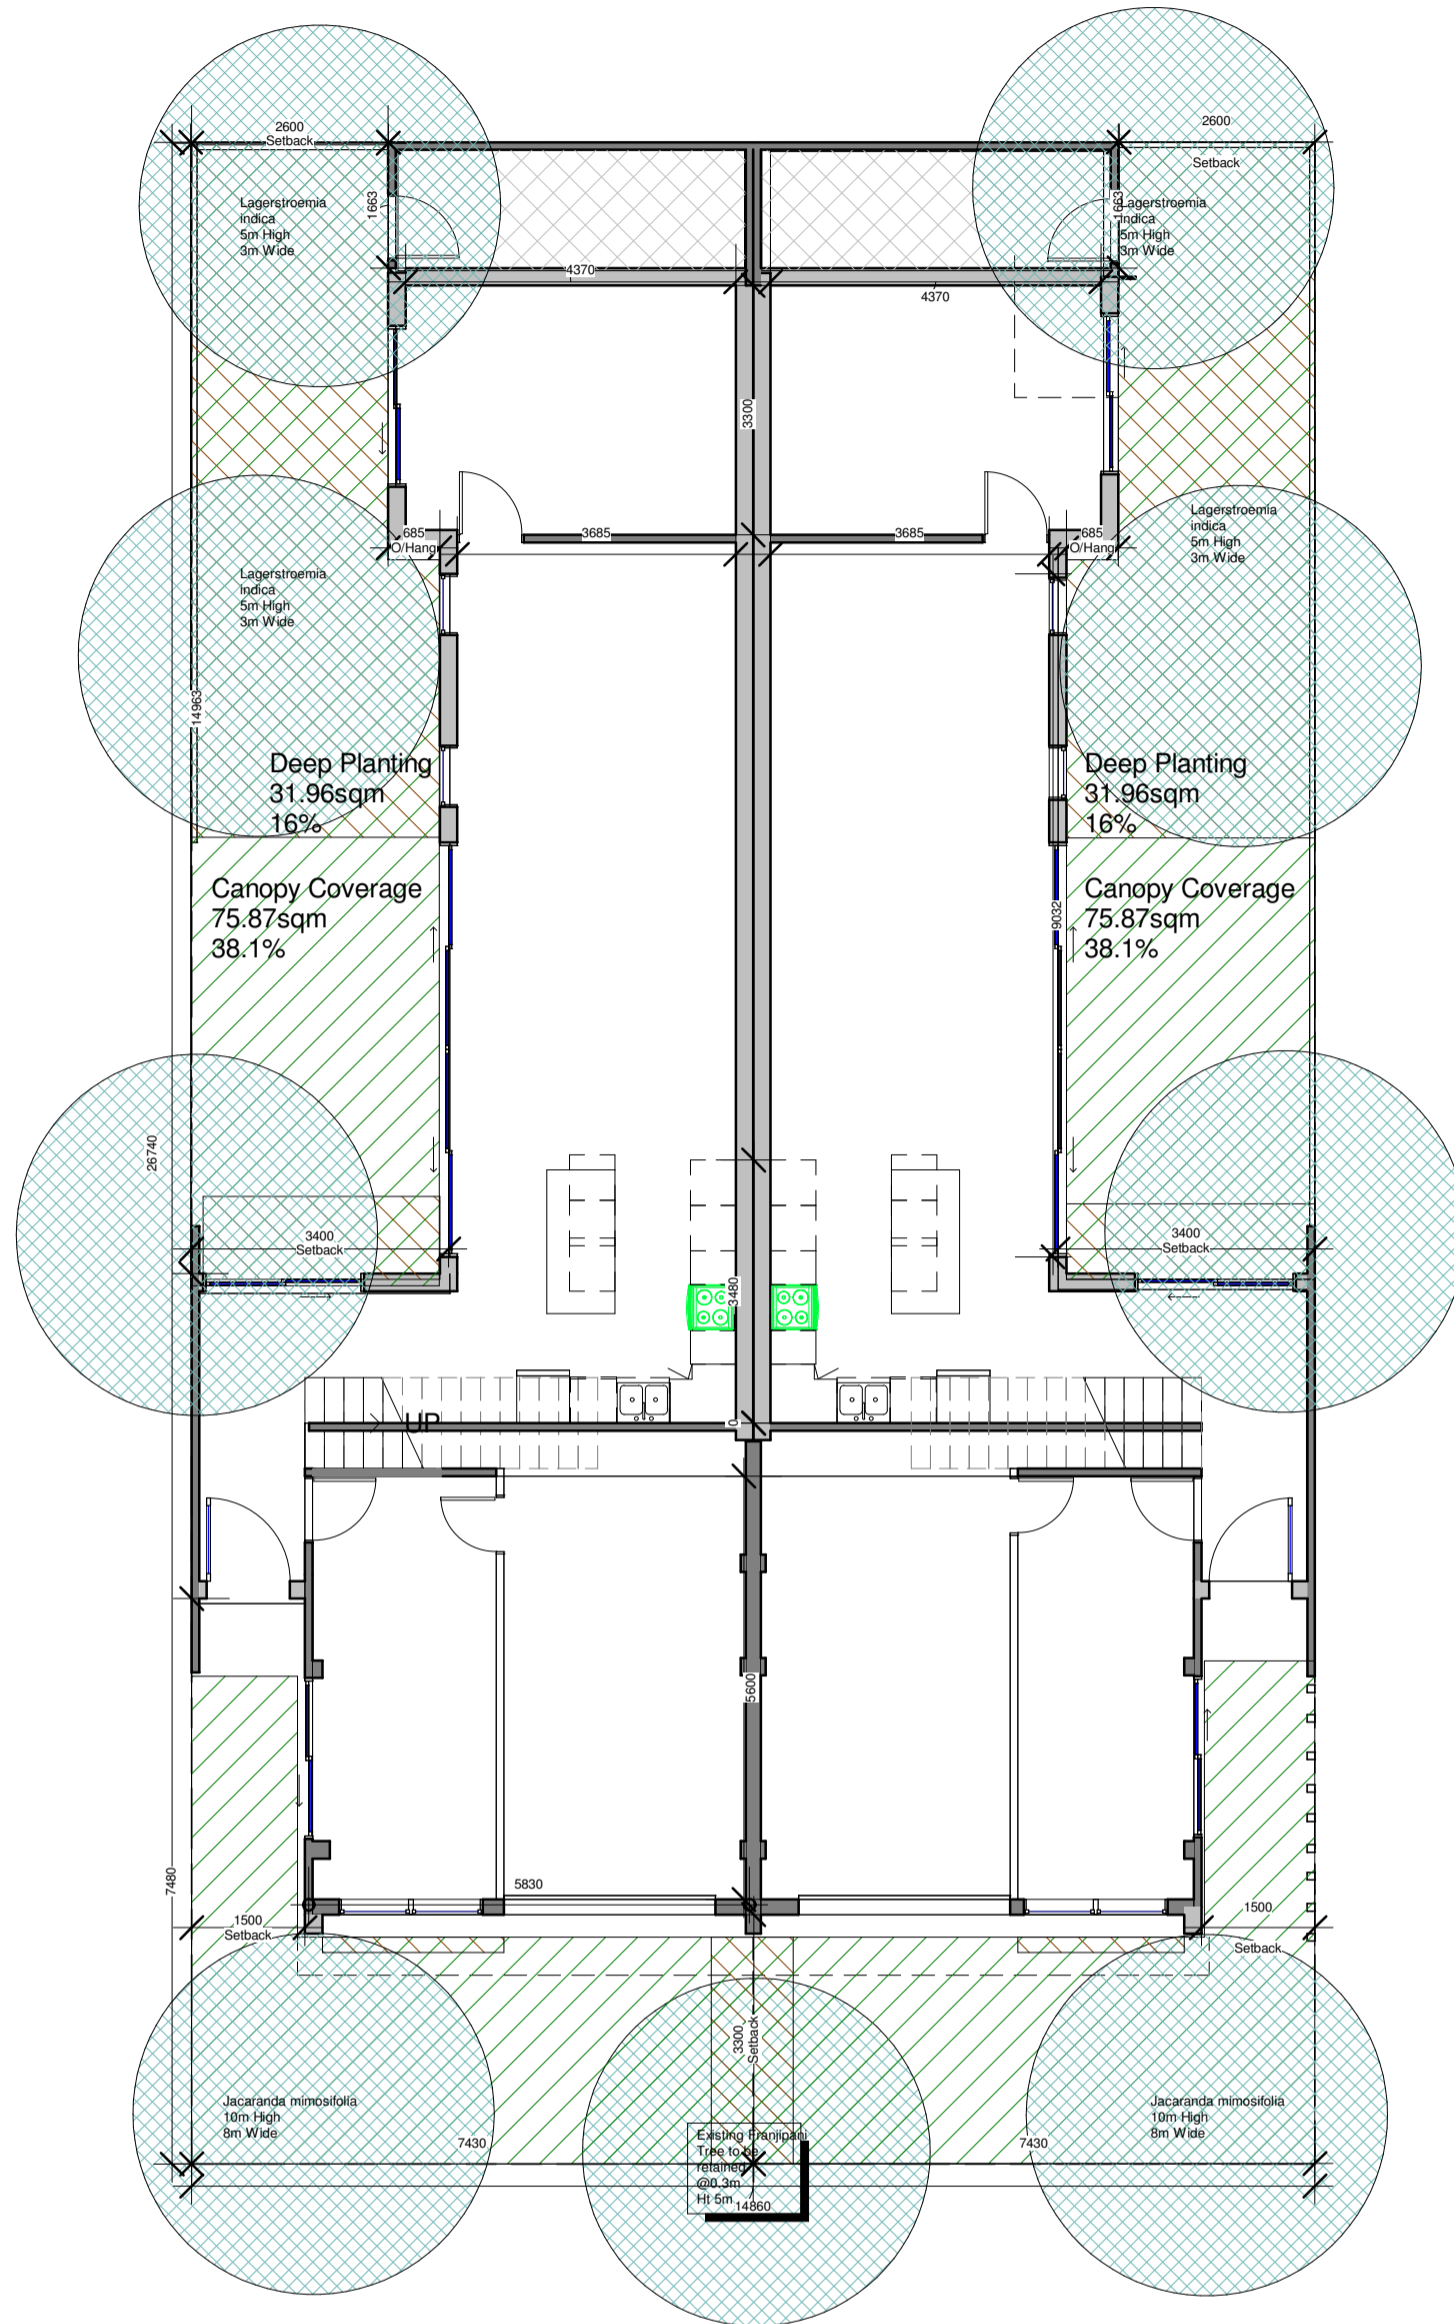 2600
Setback
2600
Setback
Lagerstroemia
indica
5m High
3m Wide
1663
1663
Lagerstroemia
indica
5m High
3m Wide
4370
4370
3300
685
O/Hang
3685
3685
685
O/Hang
Lagerstroemia
indica
5m High
3m Wide
Lagerstroemia
indica
5m High
3m Wide
14963
Deep Planting
31.96sqm
16%
Deep Planting
31.96sqm
16%
Canopy Coverage
75.87sqm
38.1%
9032
Canopy Coverage
75.87sqm
38.1%
26740
3400
Setback
3400
Setback
3480
UP
0
5600
7480
5830
1500
Setback
1500
Setback
3300
Setback
Jacaranda mimosifolia
10m High
8m Wide
Jacaranda mimosifolia
10m High
8m Wide
7430
7430
Existing Franjipani
Tree to be
retained
@0.3m
Ht 5m
14860